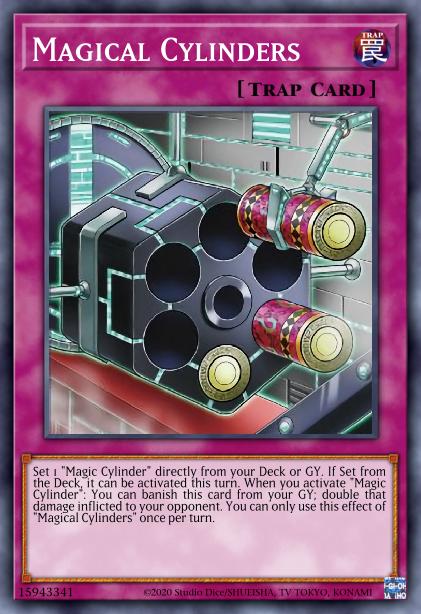 MAGICAL CYLINDERS
TRAP
罠
[TRAP CARD]
Set 1 "Magic Cylinder" directly from your Deck or GY. If Set from
the Deck, it can be activated this turn. When you activate "Magic
Cylinder": You can banish this card from your GY; double that
damage inflicted to your opponent. You can only use this effect of
"Magical Cylinders" once per turn.
15943341
©2020 Studio Dice/SHUEISHA, TV TOKYO, KONAMI